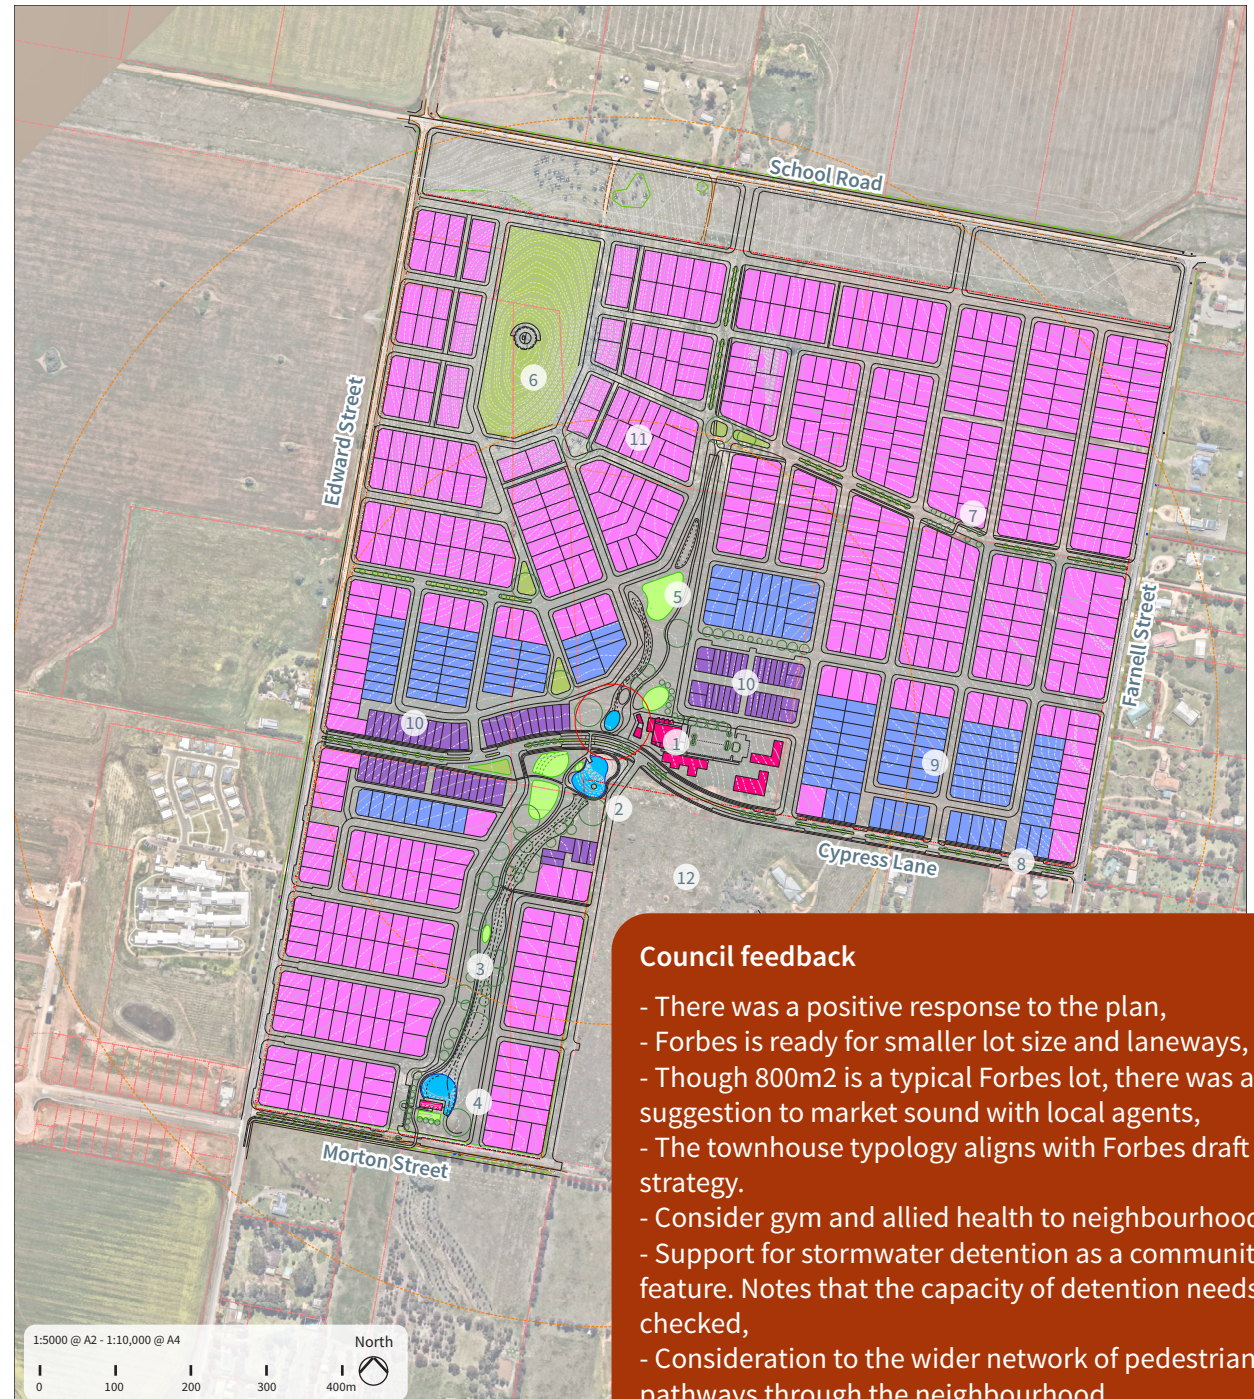 School Road
6
11
Edward Street
7
5
Farnell Street
10
10
1
9
2
Cypress Lane
8
12
3
4
Morton Street
Council feedback
- There was a positive response to the plan,
- Forbes is ready for smaller lot size and laneways,
- Though 800m2 is a typical Forbes lot, there was a
suggestion to market sound with local agents,
- The townhouse typology aligns with Forbes draft
strategy.
- Consider gym and allied health to neighbourhood
- Support for stormwater detention as a communit
feature. Notes that the capacity of detention needs
checked,
- Consideration to the wider network of pedestrian
pathways through the neighbourhood
1:5000 @ A2 - 1:10,000 @ A4
North
0 100 200 300 400m